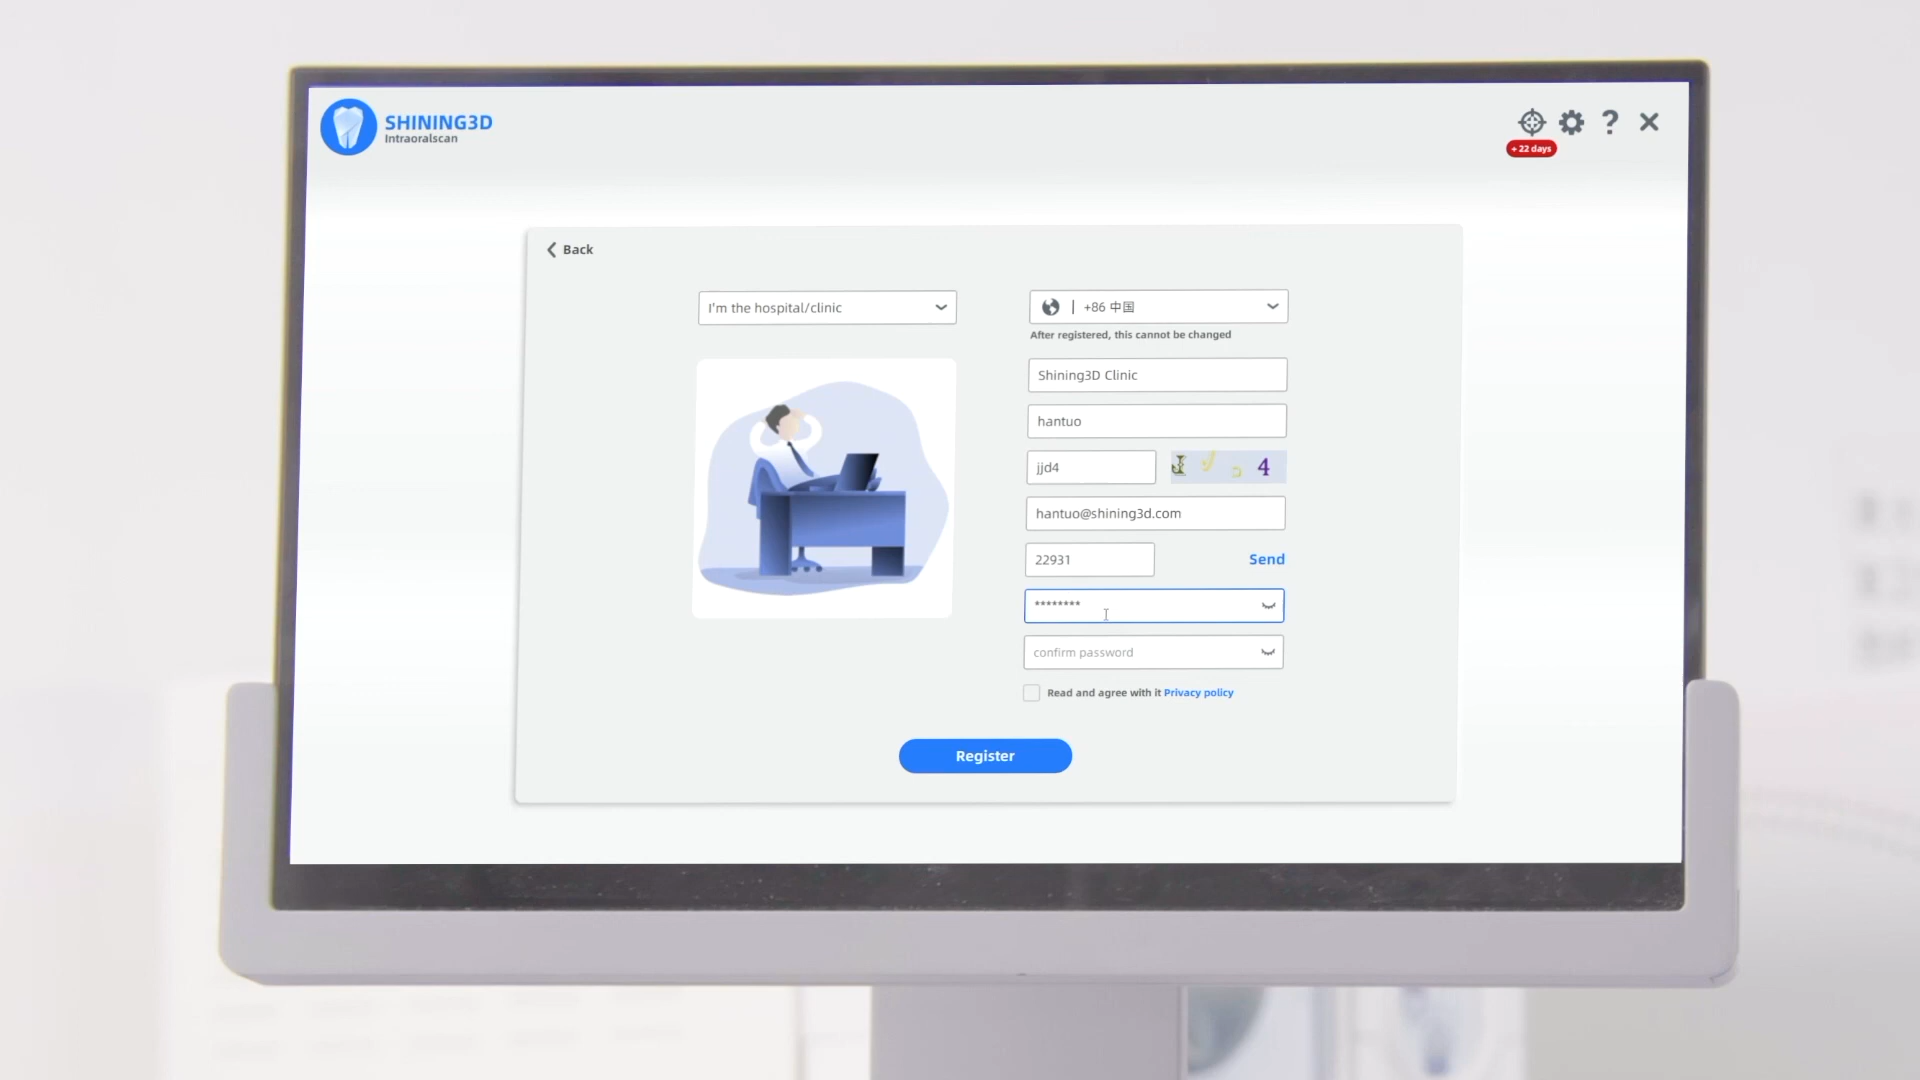 SHINING3D
Intraoralscan
?
+ 22 days
Back
I'm the hospital/clinic
+86 中国
After registered, this cannot be changed
Shining3D Clinic
hantuo
jjd4
4
hantuo@shining3d.com
22931
Send
********
confirm password
Read and agree with it Privacy policy
Register